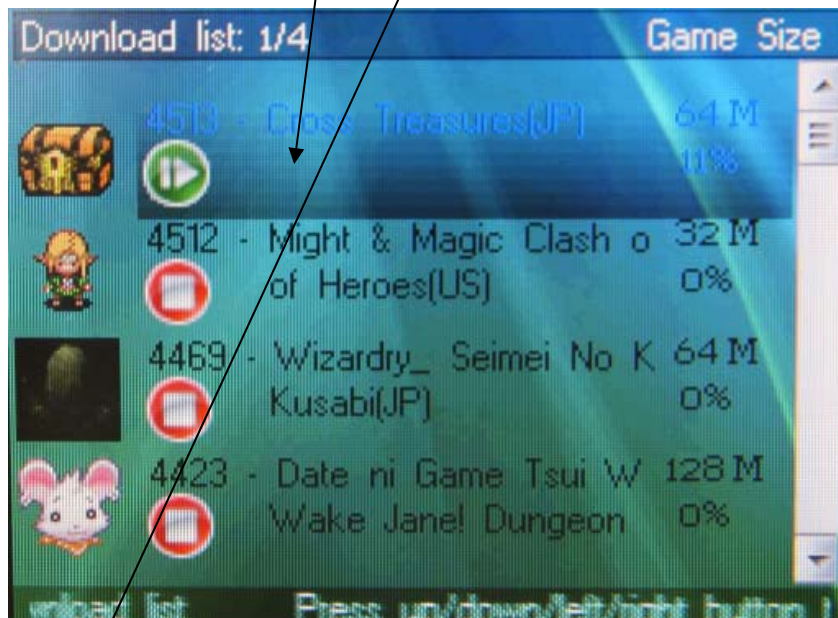 Download list: 1/4 Game Size
4513 - Cross Treasures(JP) 64 M
11%
4512 - Might & Magic Clash o 32 M
of Heroes(US) 0%
4469 - Wizardry_ Seimei No K 64 M
Kusabi(JP) 0%
4423 - Date ni Game Tsui W 128 M
Wake Jane! Dungeon 0%
list Press up/down/left/right button